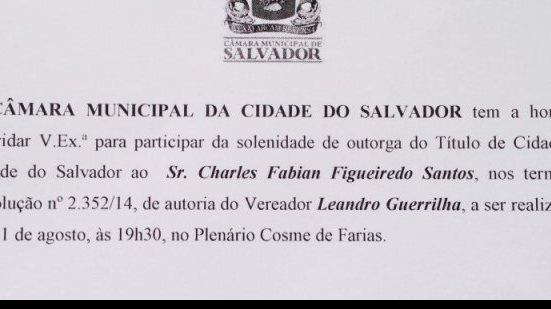 CÂMARA MUNICIPAL DE
SALVADOR
CÂMARA MUNICIPAL DA CIDADE DO SALVADOR tem a hon
vidar V.Ex.ª para participar da solenidade de outorga do Título de Cidad
de do Salvador ao Sr. Charles Fabian Figueiredo Santos, nos term
olução nº 2.352/14, de autoria do Vereador Leandro Guerrilha, a ser realiz
1 de agosto, às 19h30, no Plenário Cosme de Farias.